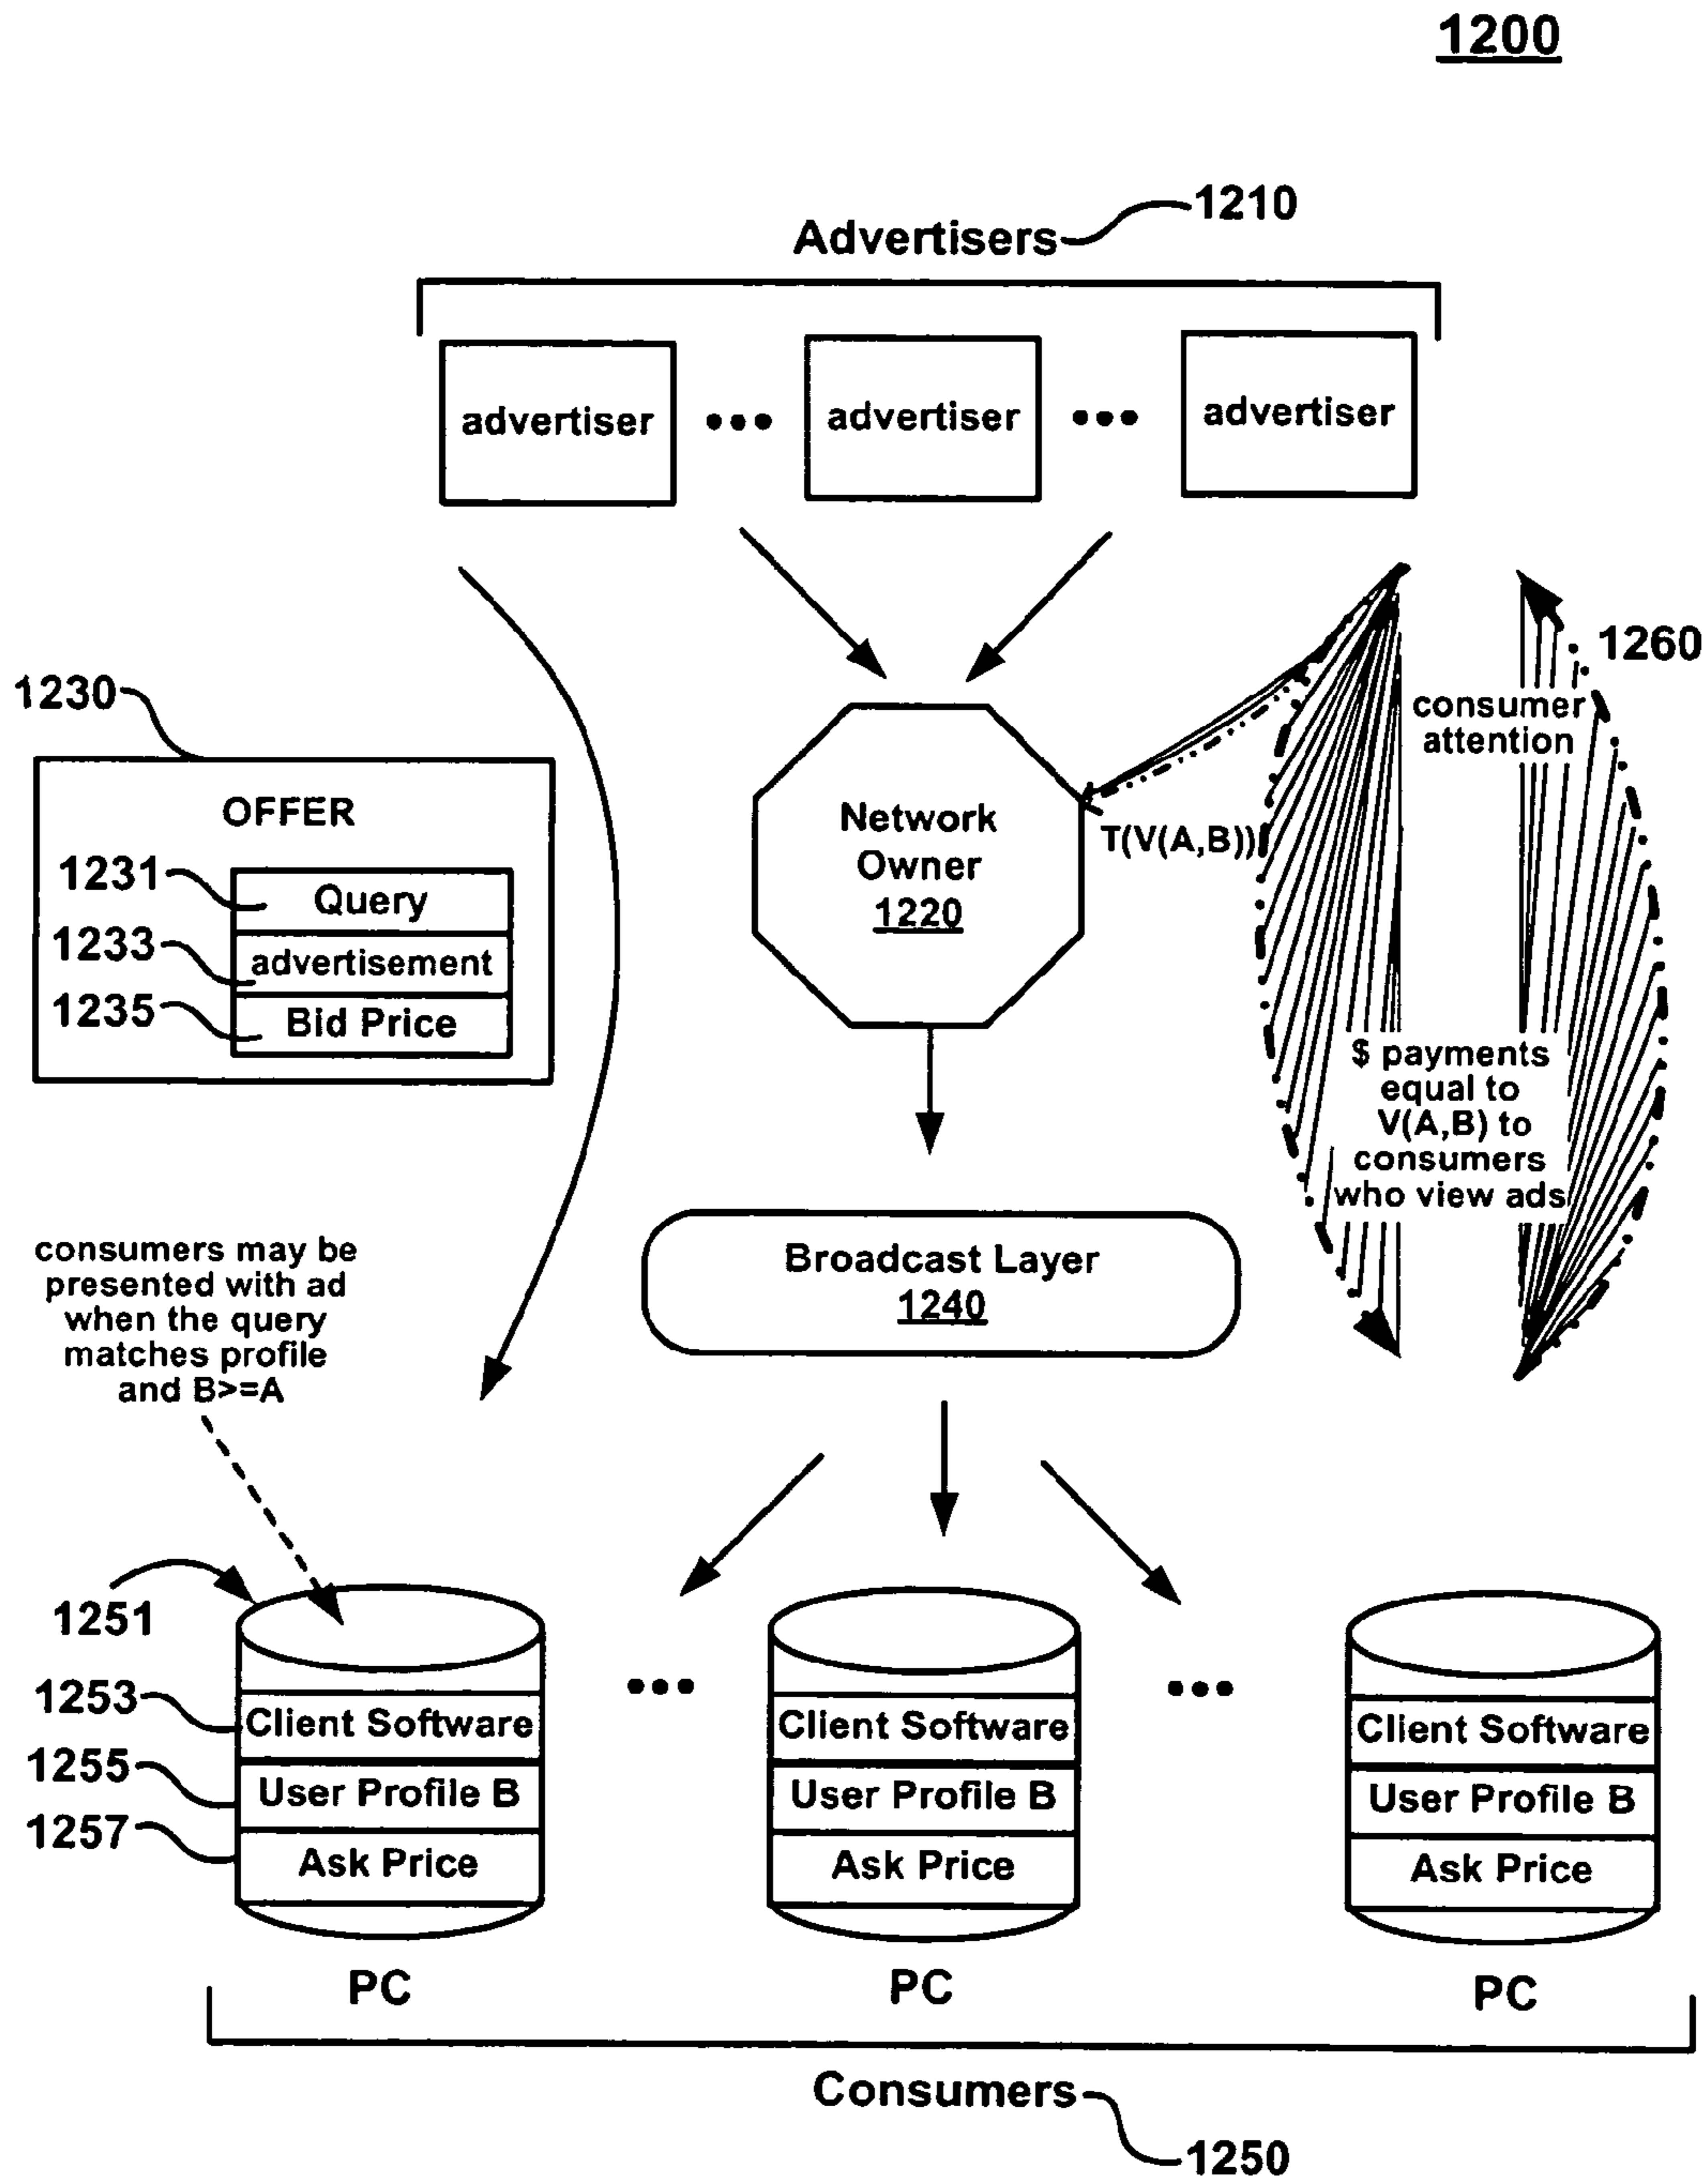 1200
Advertisers
1210
advertiser ••• advertiser ••• advertiser
1260
consumer
attention
1230
OFFER
1231
Query
1233
advertisement
1235
Bid Price
Network
Owner
1220
T(V(A,B))
$ payments
equal to
V(A,B) to
consumers
who view ads
Broadcast Layer
1240
consumers may be
presented with ad
when the query
matches profile
and B>=A
1251
1253
Client Software
1255
User Profile B
1257
Ask Price
PC
•••
Client Software
User Profile B
Ask Price
PC
•••
Client Software
User Profile B
Ask Price
PC
Consumers
1250